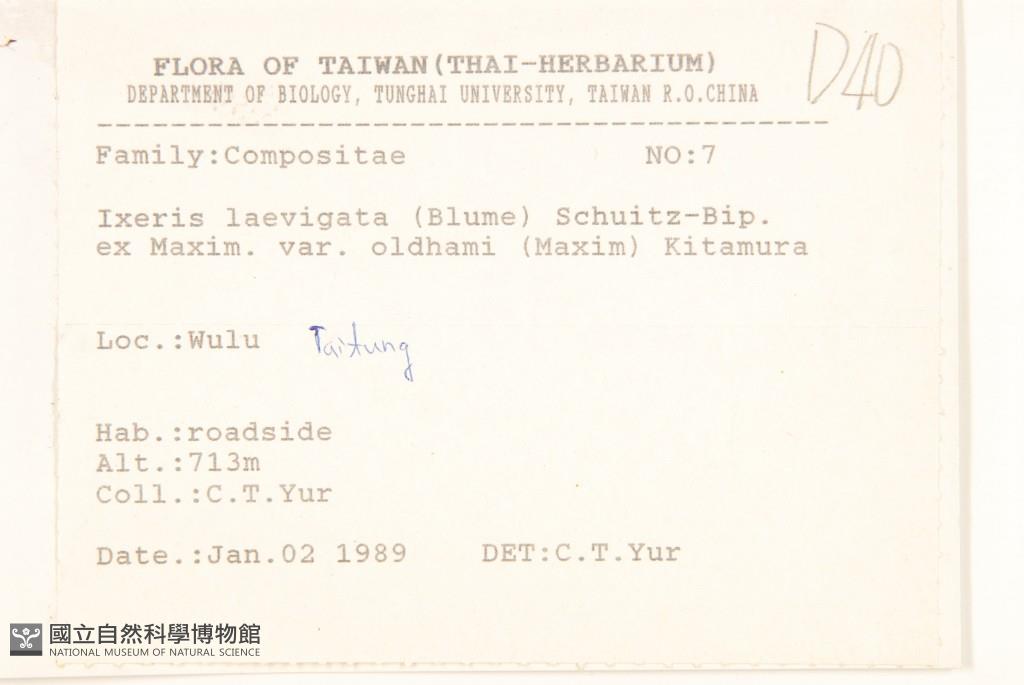 FLORA OF TAIWAN(THAI-HERBARIUM)
D40
DEPARTMENT OF BIOLOGY, TUNGHAI UNIVERSITY, TAIWAN R.O.CHINA
Family:Compositae NO:7
Ixeris laevigata (Blume) Schuitz-Bip.
ex Maxim. var. oldhami (Maxim) Kitamura
Loc.:Wulu Taitung
Hab.:roadside
Alt.:713m
Coll.:C.T.Yur
Date.:Jan.02 1989 DET:C.T.Yur
國立自然科學博物館
NATIONAL MUSEUM OF NATURAL SCIENCE